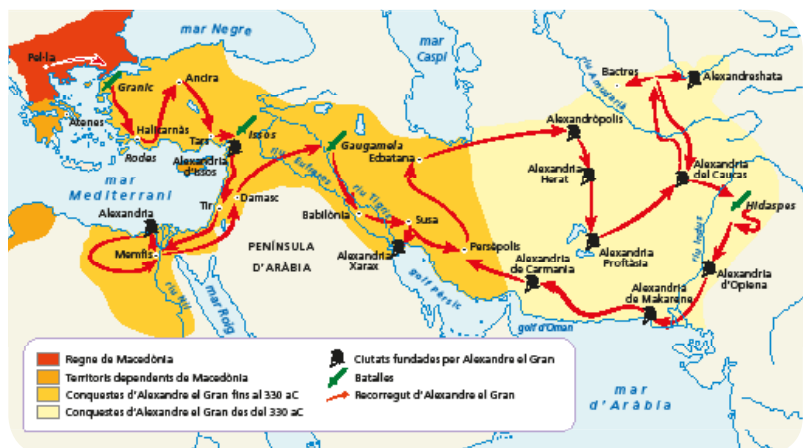 mar Negre
mar
Caspi
Pel·la
Granic
Ancira
Bactres
Alexandreshata
riu Amudarià
Atenes
Halicarnàs
Rodes
Tars
Issos
Alexandria
d'Issos
riu Eufrates
riu Tigris
Gaugamela
Ecbatana
Alexandròpolis
Alexandria
Herat
Alexandria
del Caucas
Hidaspes
mar
Mediterrani
Alexandria
Tir
Damasc
Babilònia
Susa
Persèpolis
Alexandria
Proftàsia
riu Indus
Memfis
PENÍNSULA
D'ARÀBIA
Alexandria
Xarax
Alexandria
de Carmania
Alexandria
de Makarene
Alexandria
d'Opiena
riu Nil
mar Roig
golf Pèrsic
golf d'Oman
mar
d'Aràbia
Regne de Macedònia
Territoris dependents de Macedònia
Conquestes d'Alexandre el Gran fins al 330 aC
Conquestes d'Alexandre el Gran des del 330 aC
Ciutats fundades per Alexandre el Gran
Batalles
Recorregut d'Alexandre el Gran